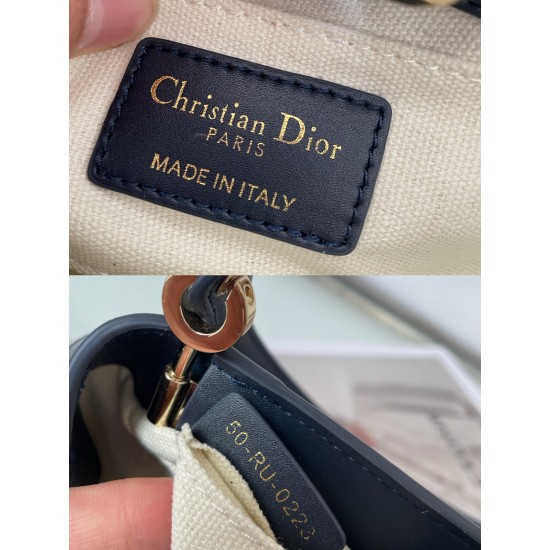 Christian Dior
PARIS
MADE IN ITALY
50-RU-0223